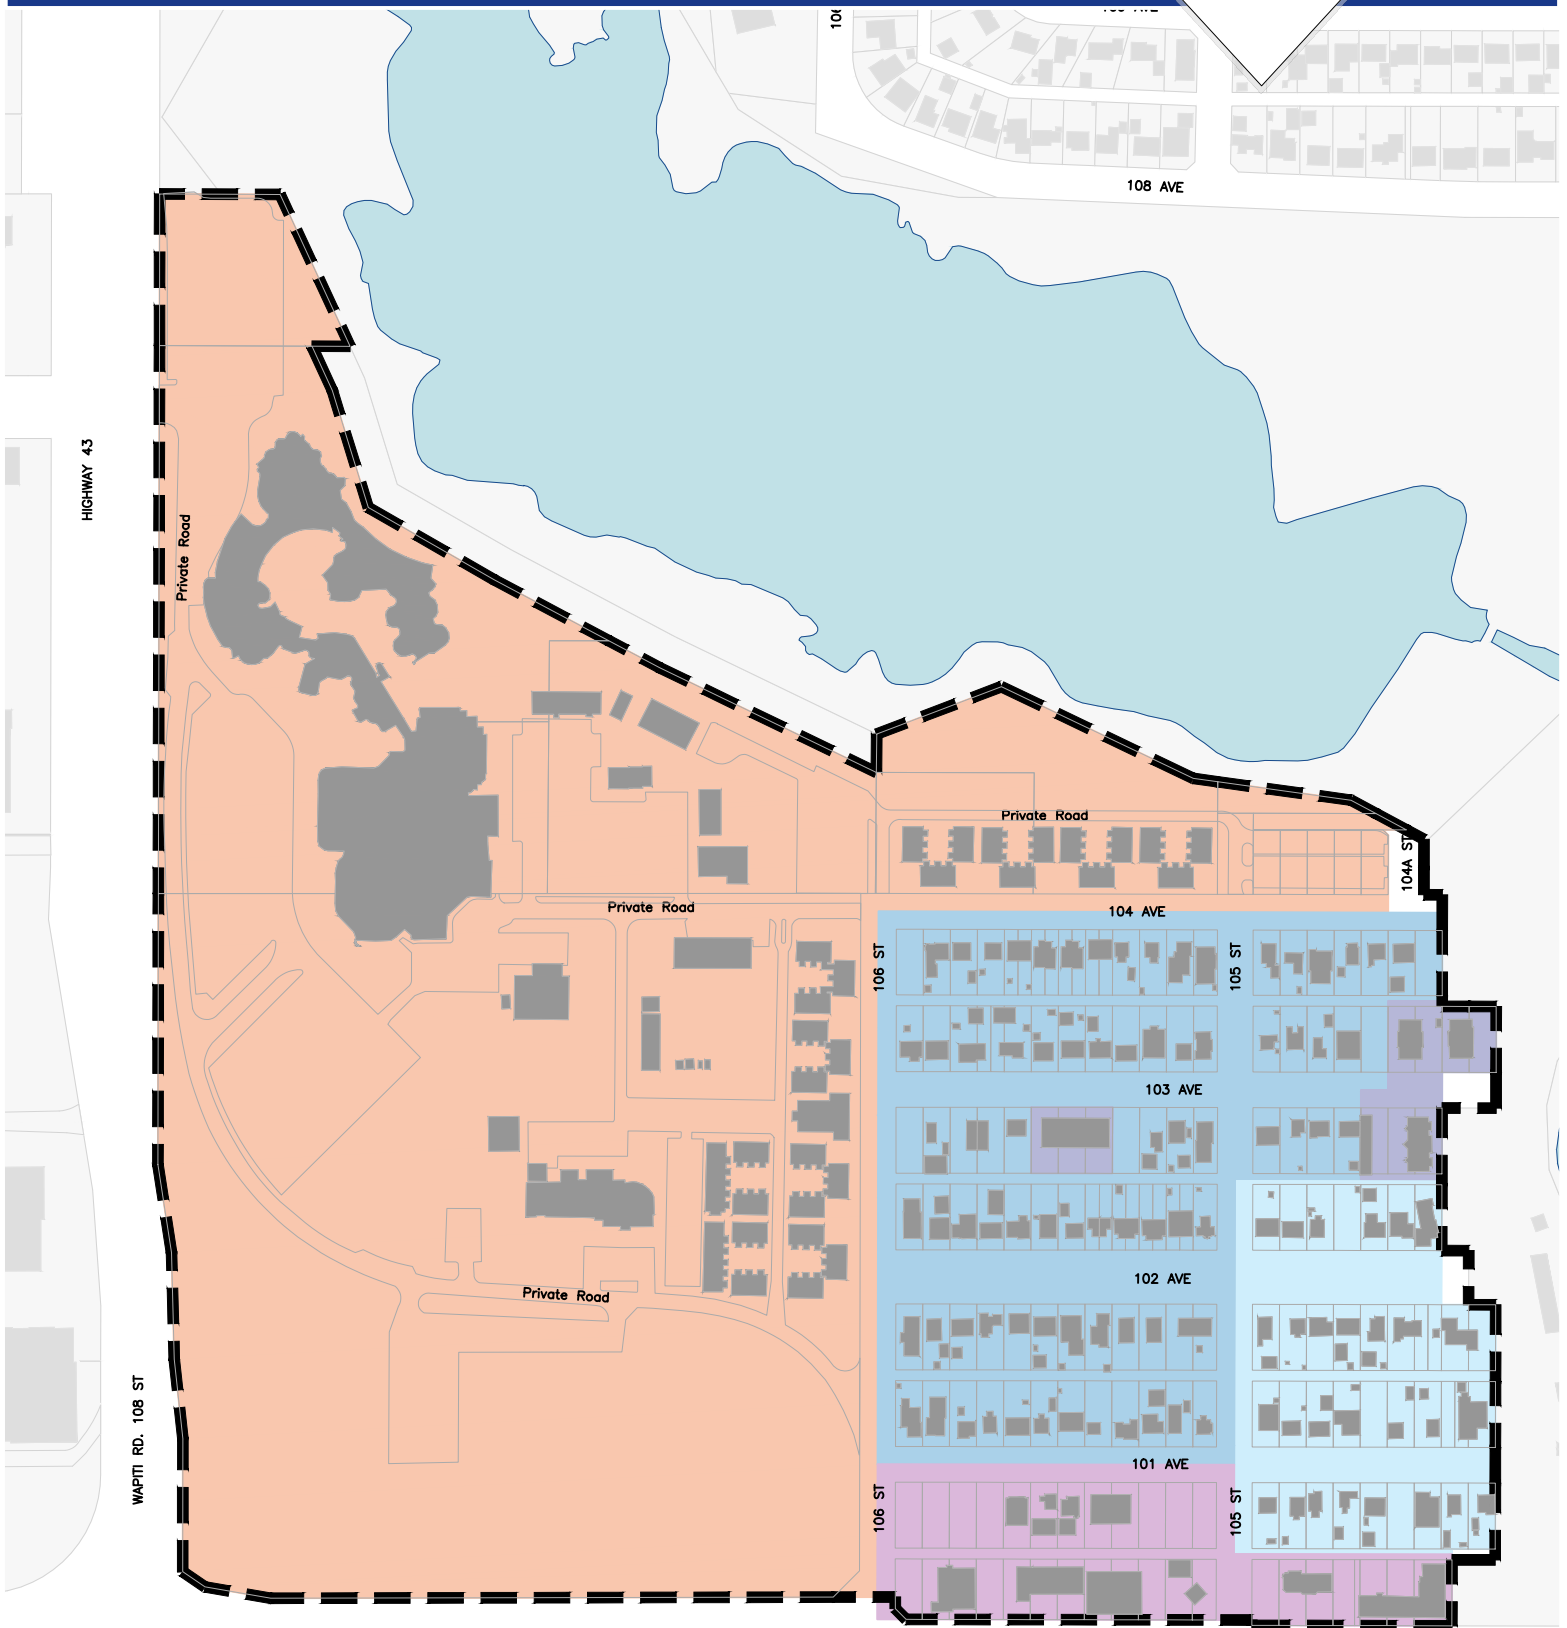 106
108 AVE
HIGHWAY 43
Private Road
Private Road
104A ST
Private Road
104 AVE
106 ST
105 ST
103 AVE
102 AVE
Private Road
WAPITI RD. 108 ST
101 AVE
106 ST
105 ST